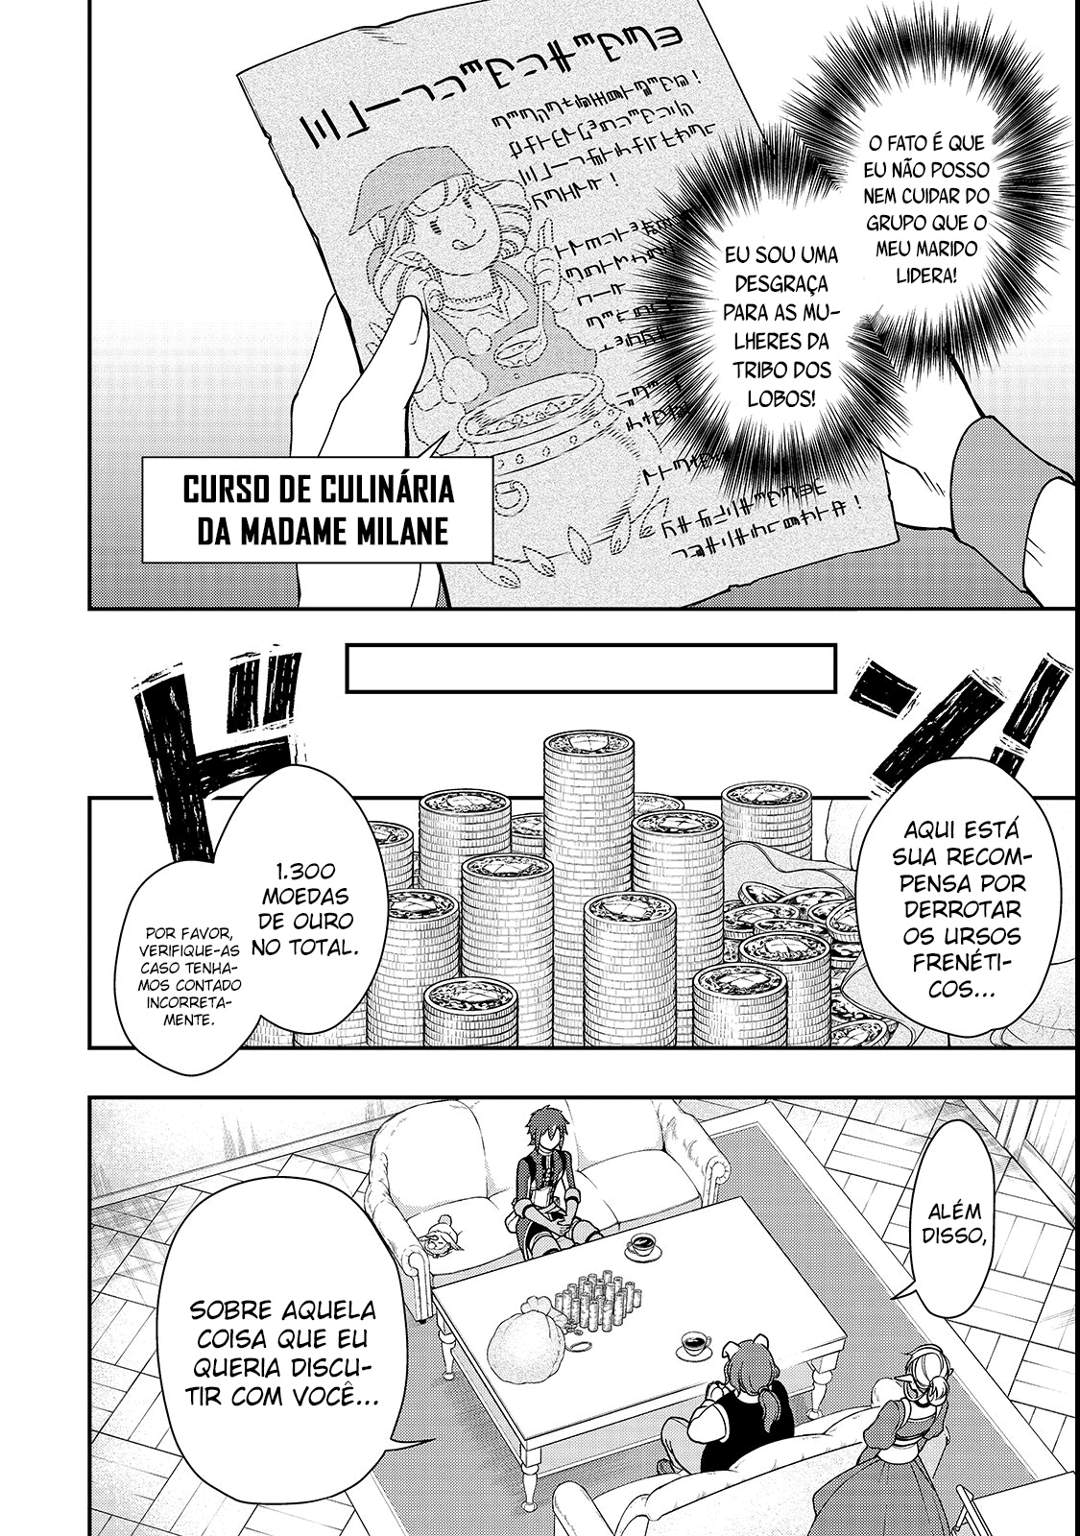 O FATO É QUE
EU NÃO POSSO
NEM CUIDAR DO
GRUPO QUE O
MEU MARIDO
LIDERA!
EU SOU UMA
DESGRAÇA
PARA AS MU-
LHERES DA
TRIBO DOS
LOBOS!
CURSO DE CULINÁRIA
DA MADAME MILANE
AQUI ESTÁ
SUA RECOM-
PENSA POR
DERROTAR
OS URSOS
FRENÉTI-
COS...
1.300
MOEDAS
DE OURO
NO TOTAL.
POR FAVOR,
VERIFIQUE-AS
CASO TENHA-
MOS CONTADO
INCORRETA-
MENTE.
ALÉM
DISSO,
SOBRE AQUELA
COISA QUE EU
QUERIA DISCU-
TIR COM VOCÊ...